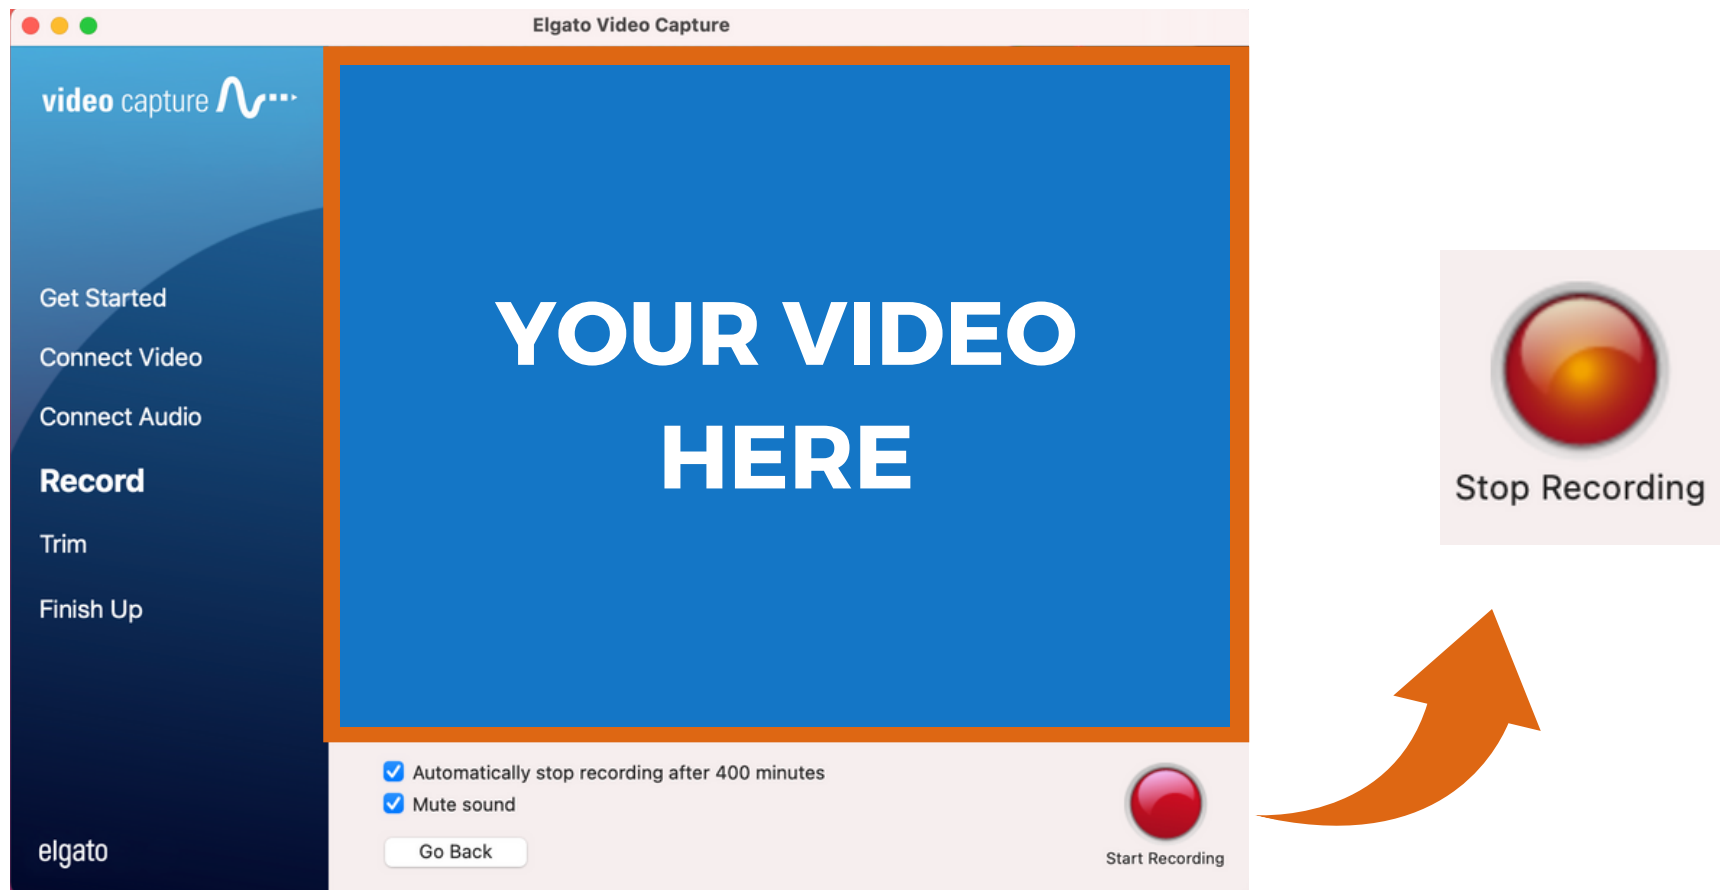 Elgato Video Capture
video capture
Get Started
Connect Video
Connect Audio
Record
Trim
Finish Up
elgato
YOUR VIDEO
HERE
Automatically stop recording after 400 minutes
Mute sound
Go Back
Start Recording
Stop Recording